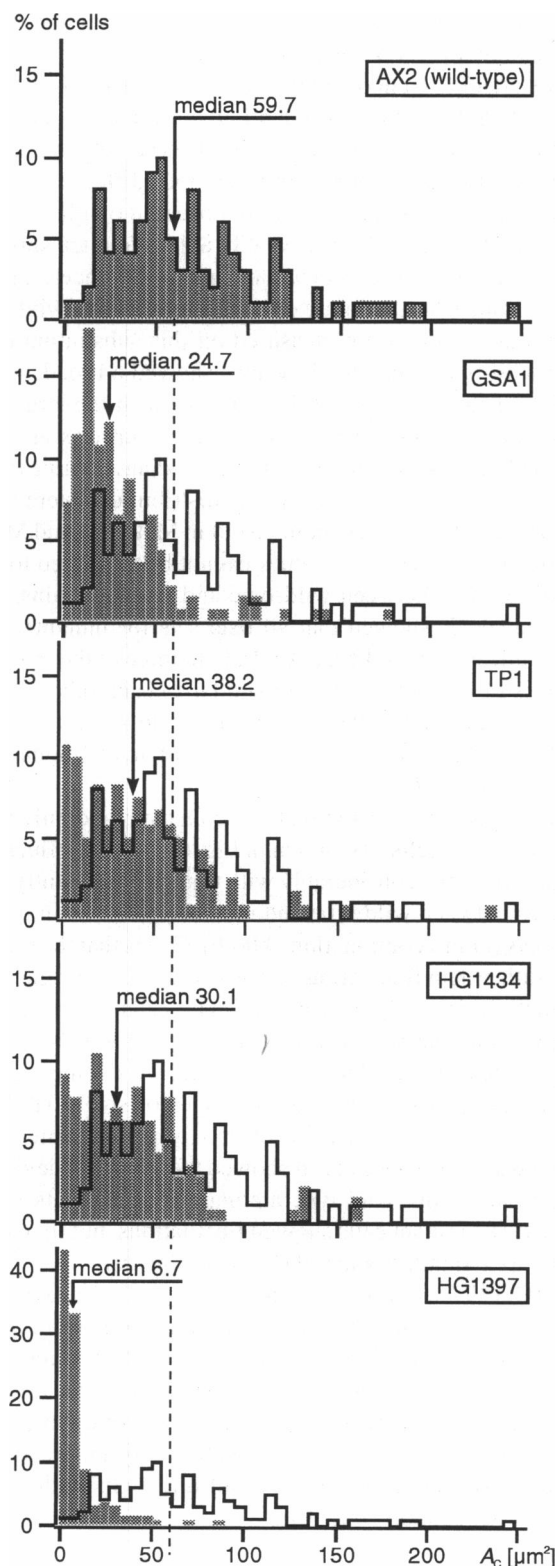 % of cells
AX2 (wild-type)
15
median 59.7
10
5
0
GSA1
15
median 24.7
10
5
0
TP1
15
median 38.2
10
5
0
HG1434
15
median 30.1
10
5
0
HG1397
40
median 6.7
30
20
10
0
0 50 100 150 200 Ac [µm²]